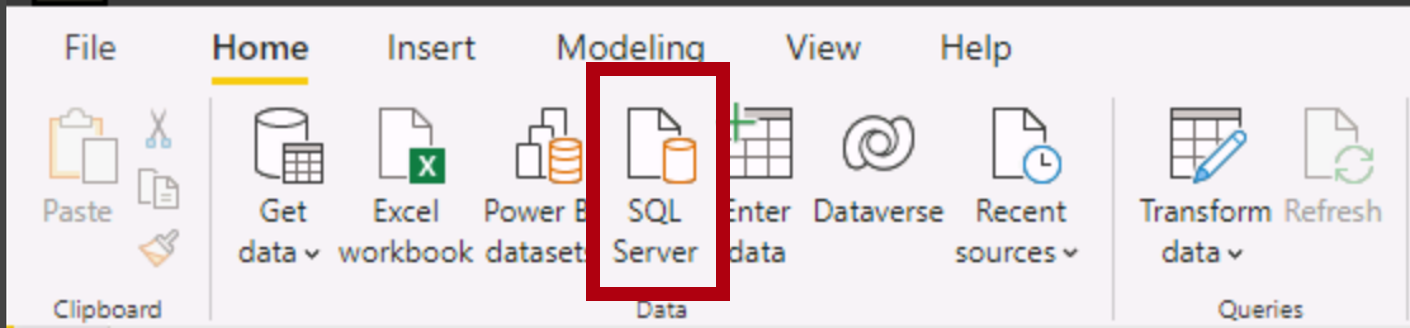 File Home Insert Modeling View Help
Paste
Get data
Excel workbook
Power B
datasets
SQL Server
Enter data
Dataverse
Recent sources
Transform data
Refresh
Clipboard
Data
Queries